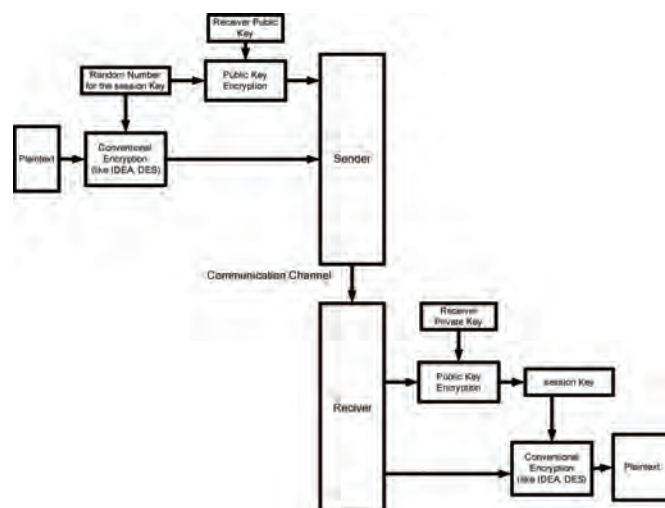 Receiver Public
Key
Random Number
for the session Key
Public Key
Encryption
Plaintext
Conventional
Encryption
(like IDEA, DES)
Sender
Communication Channel
Receiver
Private Key
Reciver
Public Key
Encryption
session Key
Conventional
Encryption
(like IDEA, DES)
Plaintext